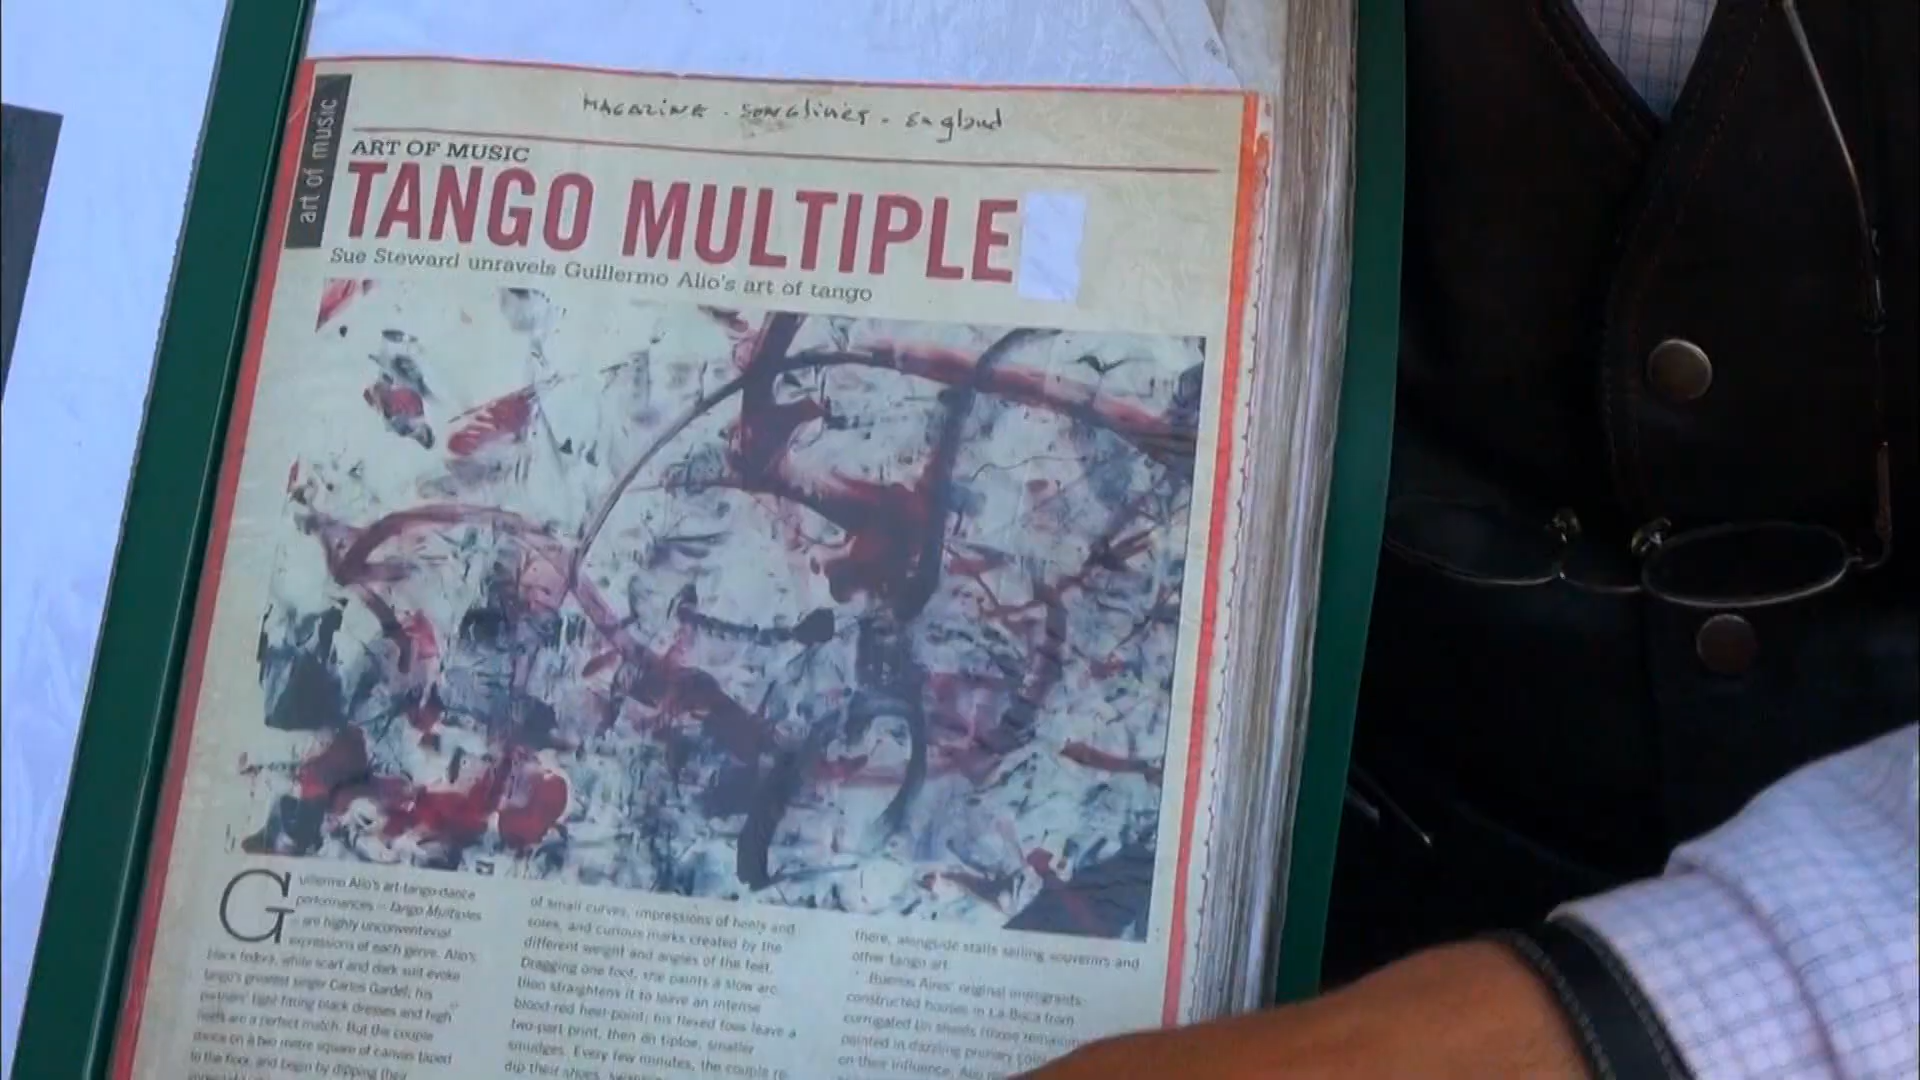 MAGAZINE - SONGLINES - England
art of music
ART OF MUSIC
TANGO MULTIPLE
Sue Steward unravels Guillermo Alio's art of tango
Guillermo Alio's art-tango-dance
performances – Tango Multiples
– are highly unconventional
expressions of each genre. Alio's
black fedora, white scarf and dark suit evoke
tango's greatest singer Carlos Gardel; his
partners' tight fitting black dresses and high
heels are a perfect match. But the couple
dance on a two metre square of canvas taped
to the floor, and begin by dipping their
of small curves, impressions of heels and
soles, and curious marks created by the
different weight and angles of the feet.
Dragging one foot, she paints a slow arc
then straightens it to leave an intense
blood-red heel-point; his flexed toes leave a
two-part print, then on tiptoe, smaller
smudges. Every few minutes, the couple re-
dip their shoes,
there, alongside stalls selling souvenirs and
other tango art.
Buenos Aires' original immigrants
constructed houses in La Boca from
corrugated tin sheets
painted in dazzling primary
on their influence. Alio